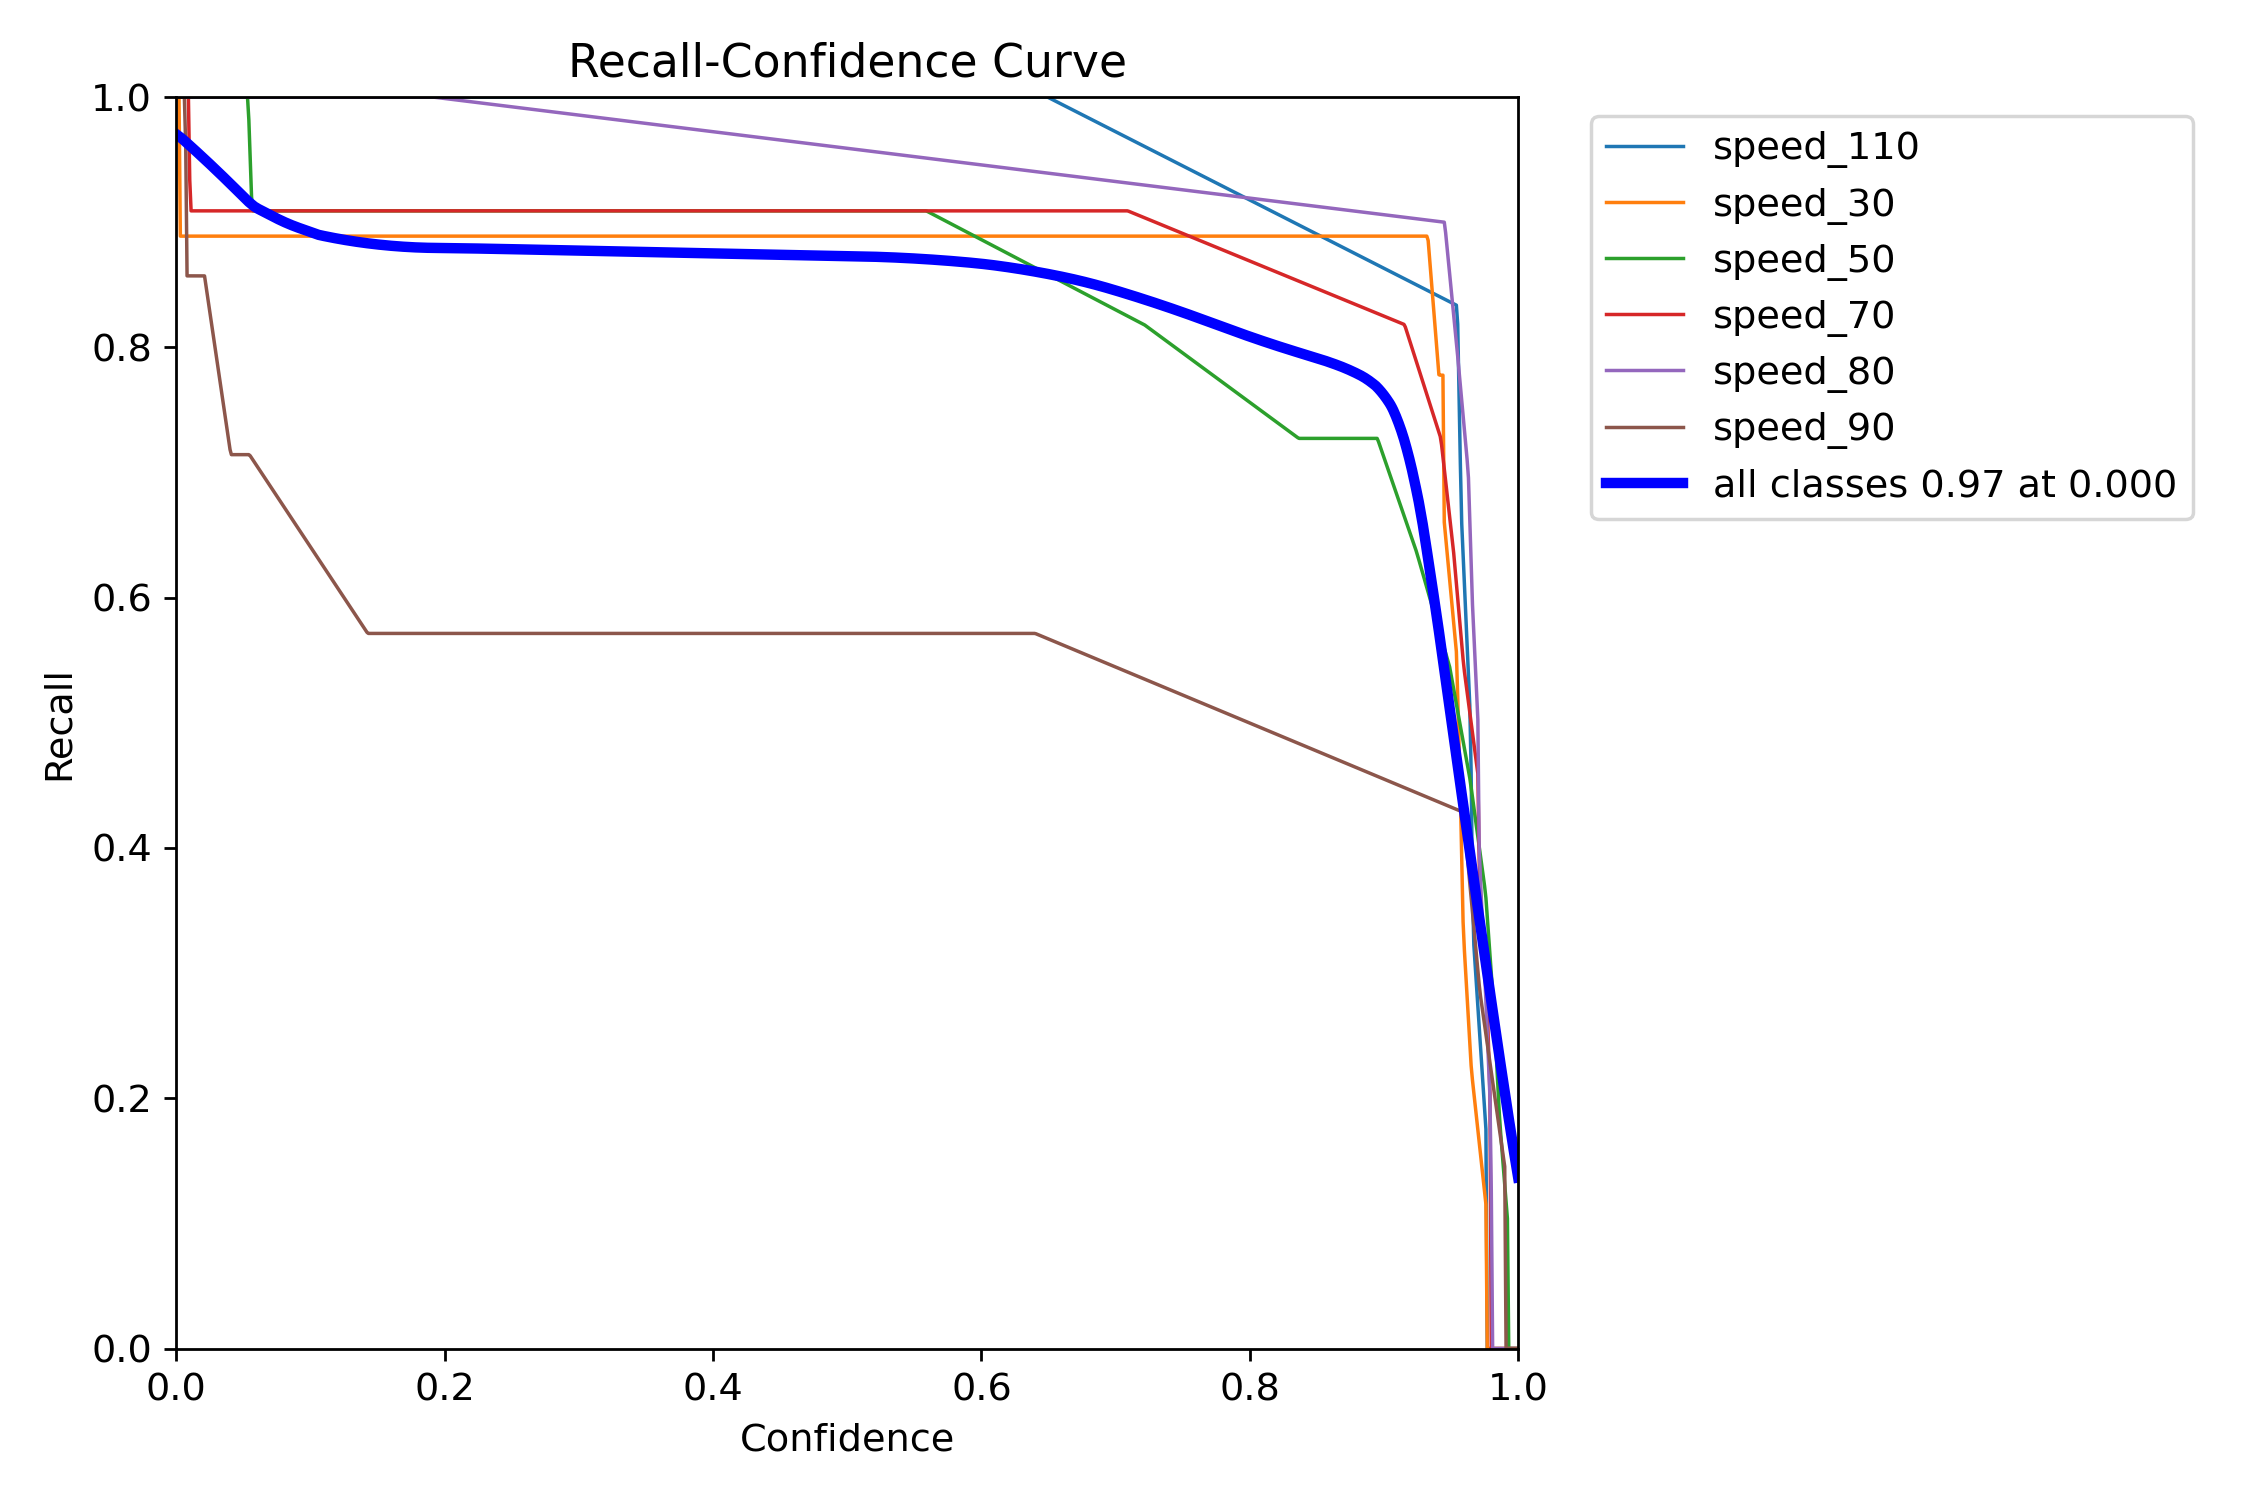 Recall-Confidence Curve
1.0
0.8
0.6
0.4
0.2
0.0
Recall
0.0 0.2 0.4 0.6 0.8 1.0
Confidence
speed_110
speed_30
speed_50
speed_70
speed_80
speed_90
all classes 0.97 at 0.000